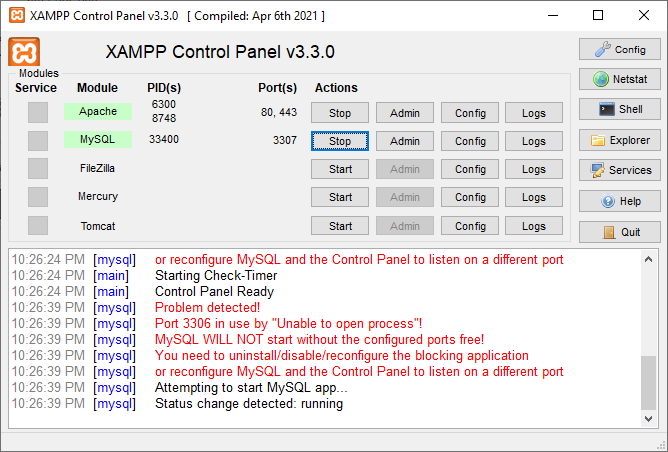 XAMPP Control Panel v3.3.0 [ Compiled: Apr 6th 2021 ]
XAMPP Control Panel v3.3.0
Config
Modules
Service Module PID(s) Port(s) Actions
Netstat
Apache 6300 8748 80, 443 Stop Admin Config Logs
Shell
MySQL 33400 3307 Stop Admin Config Logs
Explorer
FileZilla Start Admin Config Logs
Services
Mercury Start Admin Config Logs
Help
Tomcat Start Admin Config Logs
Quit
10:26:24 PM [mysql] or reconfigure MySQL and the Control Panel to listen on a different port
10:26:24 PM [main] Starting Check-Timer
10:26:24 PM [main] Control Panel Ready
10:26:39 PM [mysql] Problem detected!
10:26:39 PM [mysql] Port 3306 in use by "Unable to open process"!
10:26:39 PM [mysql] MySQL WILL NOT start without the configured ports free!
10:26:39 PM [mysql] You need to uninstall/disable/reconfigure the blocking application
10:26:39 PM [mysql] or reconfigure MySQL and the Control Panel to listen on a different port
10:26:39 PM [mysql] Attempting to start MySQL app...
10:26:39 PM [mysql] Status change detected: running